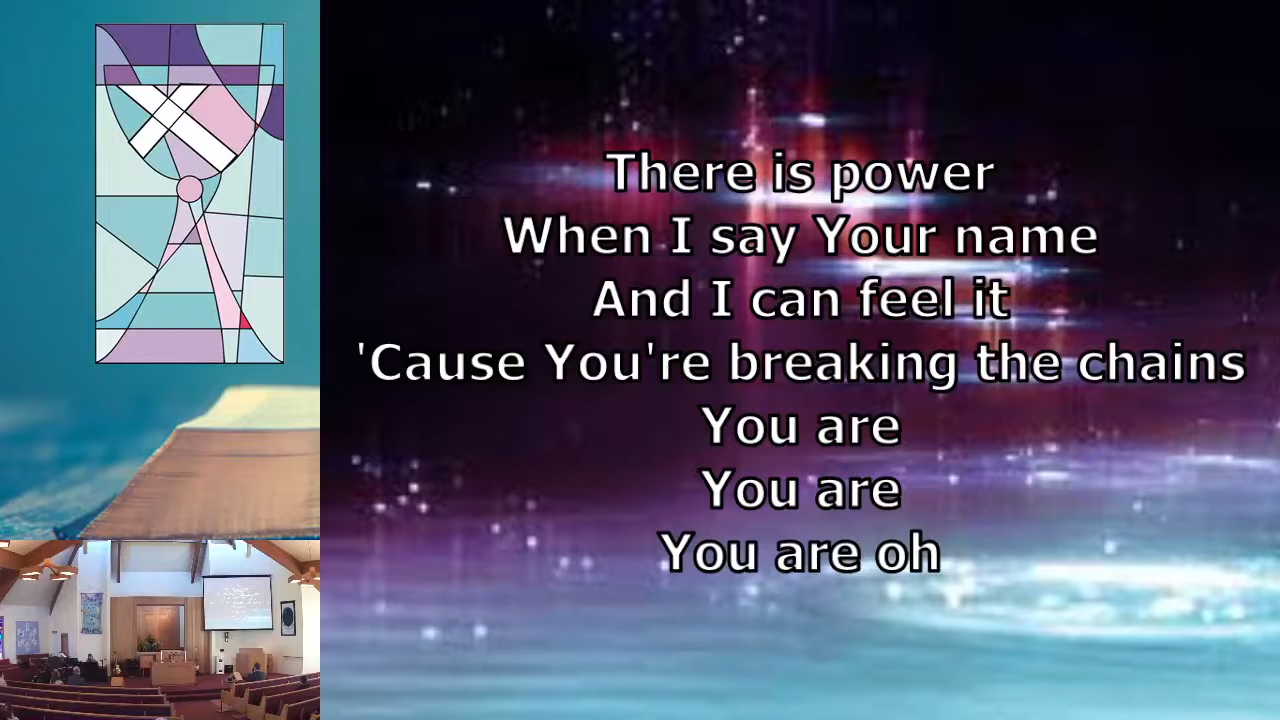 There is power
When I say Your name
And I can feel it
'Cause You're breaking the chains
You are
You are
You are oh